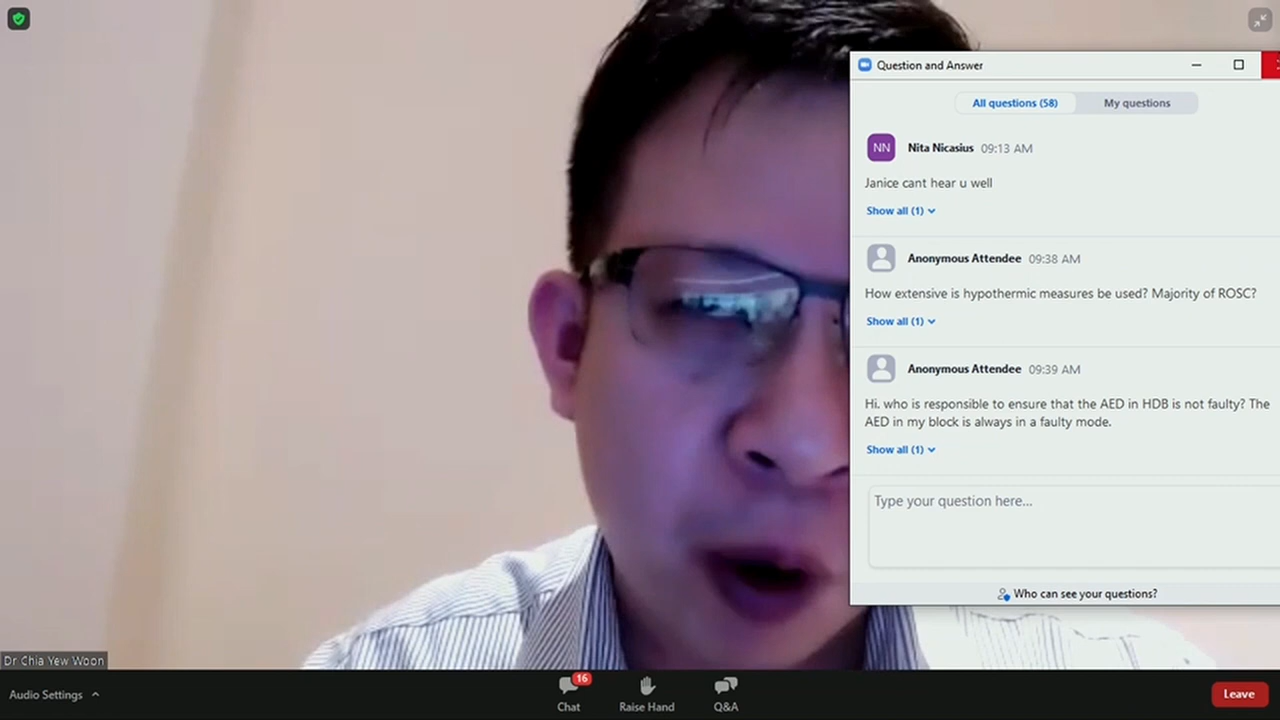 Question and Answer
All questions (58)
My questions
NN
Nita Nicasius 09:13 AM
Janice cant hear u well
Show all (1)
Anonymous Attendee 09:38 AM
How extensive is hypothermic measures be used? Majority of ROSC?
Show all (1)
Anonymous Attendee 09:39 AM
Hi. who is responsible to ensure that the AED in HDB is not faulty? The
AED in my block is always in a faulty mode.
Show all (1)
Type your question here...
Who can see your questions?
Dr Chia Yew Woon
Audio Settings
16
Chat
Raise Hand
Q&A
Leave